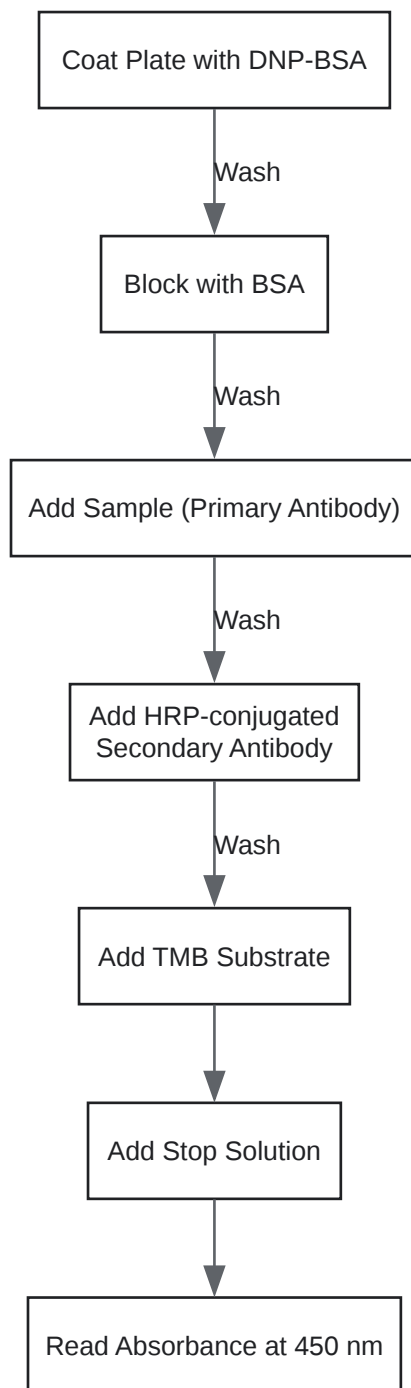 Coat Plate with DNP-BSA
Wash
Block with BSA
Wash
Add Sample (Primary Antibody)
Wash
Add HRP-conjugated
Secondary Antibody
Wash
Add TMB Substrate
Add Stop Solution
Read Absorbance at 450 nm